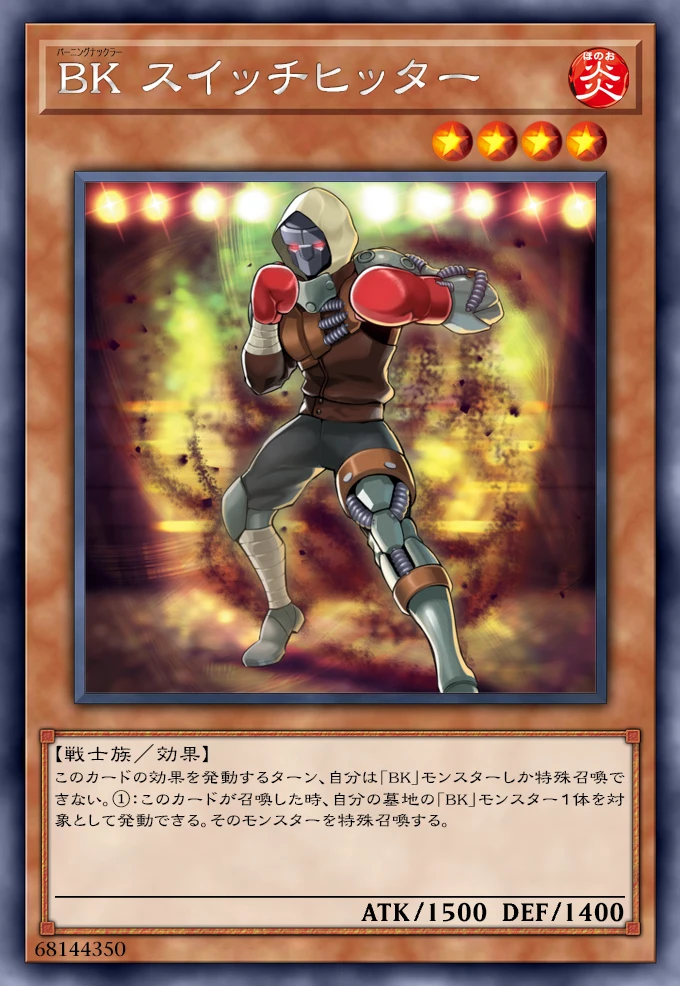 バーニングナックラー
BK スイッチヒッター
ほのお
炎
【戦士族／効果】
このカードの効果を発動するターン、自分は「BK」モンスターしか特殊召喚で
きない。①：このカードが召喚した時、自分の墓地の「BK」モンスター１体を対
象として発動できる。そのモンスターを特殊召喚する。
ATK/1500 DEF/1400
68144350